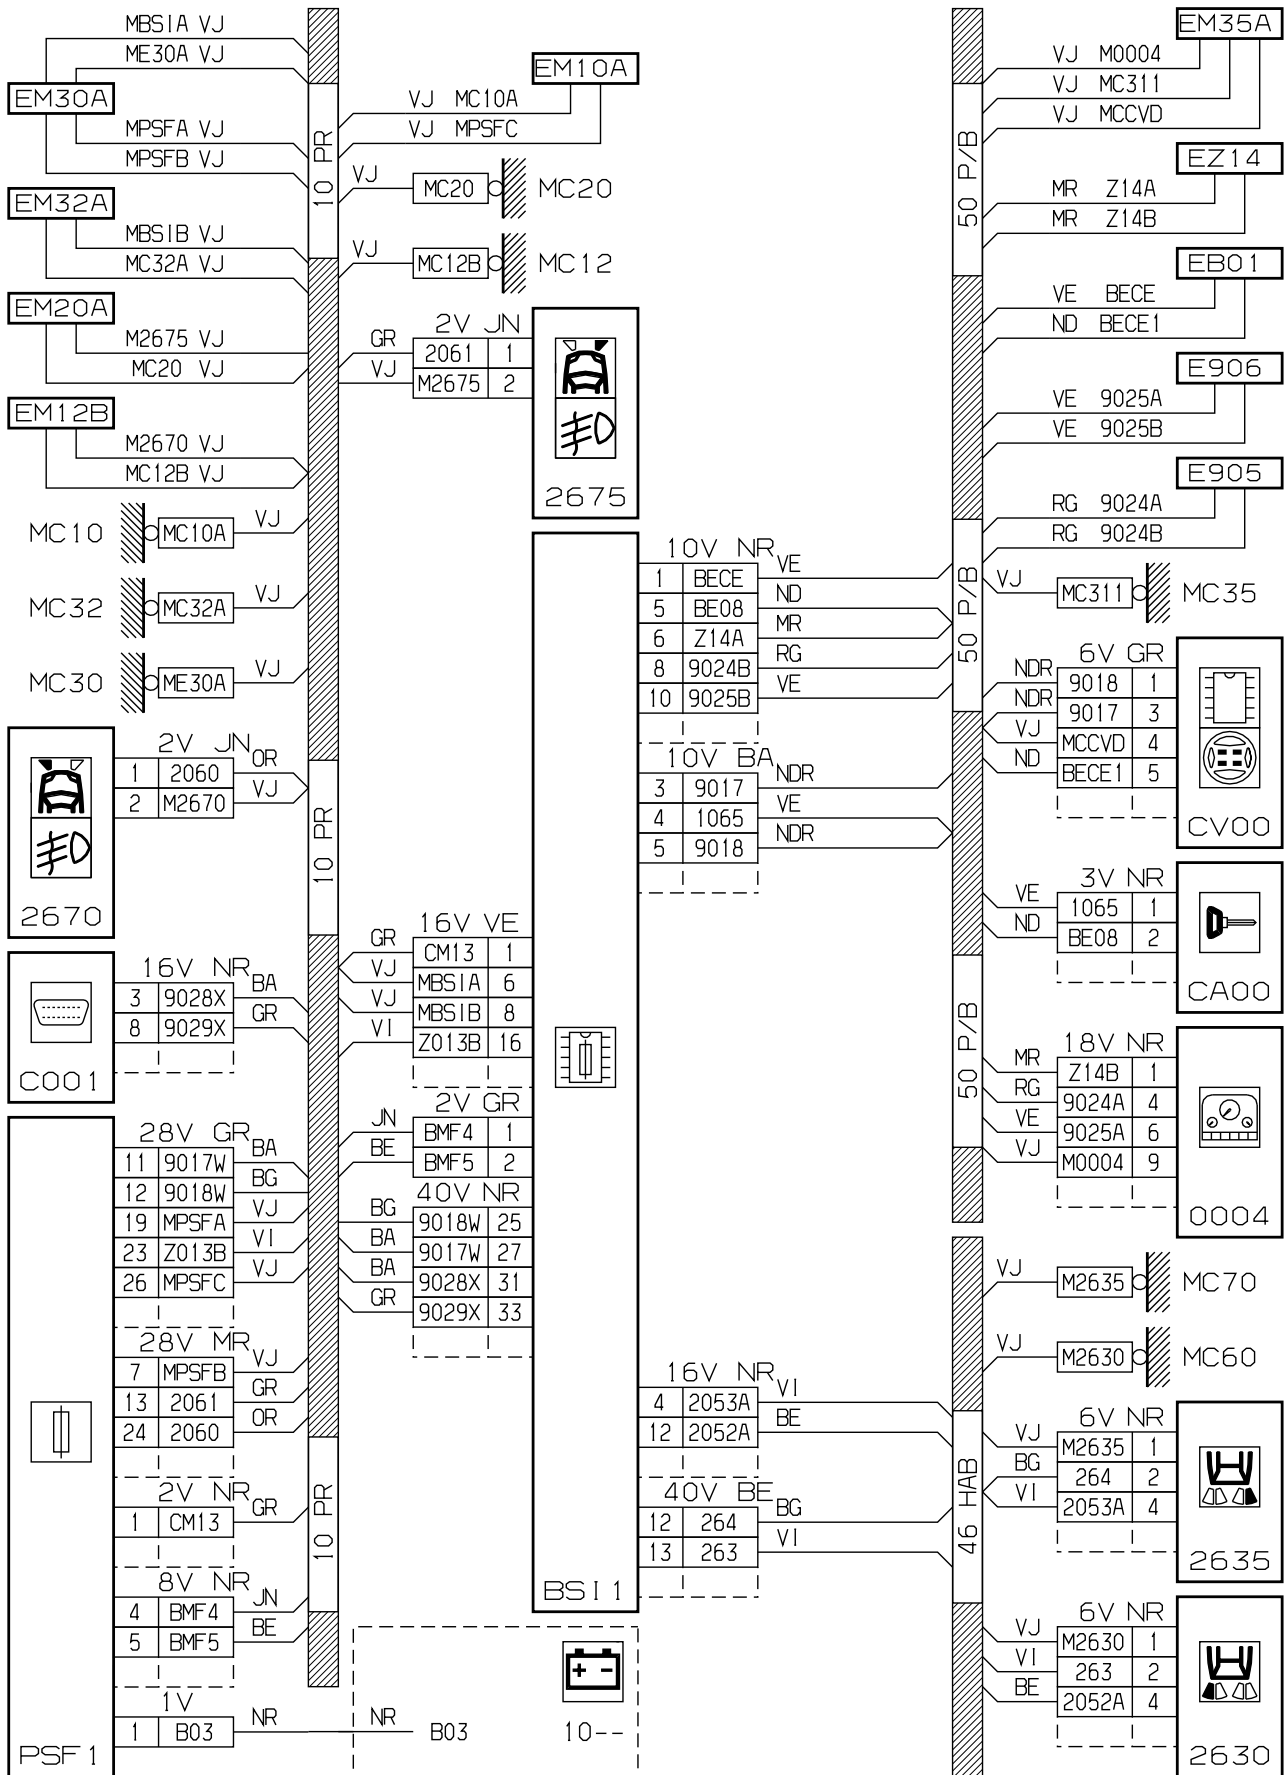 MBSIA VJ
ME30A VJ
EM30A
MPSFA VJ
MPSFB VJ
EM32A
MBSIB VJ
MC32A VJ
EM20A
M2675 VJ
MC20 VJ
EM12B
M2670 VJ
MC12B VJ
MC10 MC10A VJ
MC32 MC32A VJ
MC30 ME30A VJ
2670
2V JN
1 2060 OR
2 M2670 VJ
C001
16V NR
3 9028X BA
8 9029X GR
PSF1
28V GR
11 9017W BA
12 9018W BG
19 MPSFA VJ
23 Z013B VI
26 MPSFC VJ
28V MR
7 MPSFB VJ
13 2061 GR
24 2060 OR
2V NR
1 CM13 GR
8V NR
4 BMF4 JN
5 BMF5 BE
1V
1 B03 NR
10 PR
10 PR
10 PR
EM10A
VJ MC10A
VJ MPSFC
VJ MC20 MC20
VJ MC12B MC12
2V JN
GR 2061 1
VJ M2675 2
2675
16V VE
GR CM13 1
VJ MBSIA 6
VJ MBSIB 8
VI Z013B 16
2V GR
JN BMF4 1
BE BMF5 2
40V NR
BG 9018W 25
BA 9017W 27
BA 9028X 31
GR 9029X 33
NR B03
10--
BSI1
10V NR
1 BECE VE
5 BE08 ND
6 Z14A MR
8 9024B RG
10 9025B VE
10V BA
3 9017 NDR
4 1065 VE
5 9018 NDR
16V NR
4 2053A VI
12 2052A BE
40V BE
12 264 BG
13 263 VI
50 P/B
50 P/B
50 P/B
46 HAB
EM35A
VJ M0004
VJ MC311
VJ MCCVD
EZ14
MR Z14A
MR Z14B
EB01
VE BECE
ND BECE1
E906
VE 9025A
VE 9025B
E905
RG 9024A
RG 9024B
VJ MC311 MC35
6V GR
NDR 9018 1
NDR 9017 3
VJ MCCVD 4
ND BECE1 5
CV00
3V NR
VE 1065 1
ND BE08 2
CA00
18V NR
MR Z14B 1
RG 9024A 4
VE 9025A 6
VJ M0004 9
0004
VJ M2635 MC70
VJ M2630 MC60
6V NR
VJ M2635 1
BG 264 2
VI 2053A 4
2635
6V NR
VJ M2630 1
VI 263 2
BE 2052A 4
2630